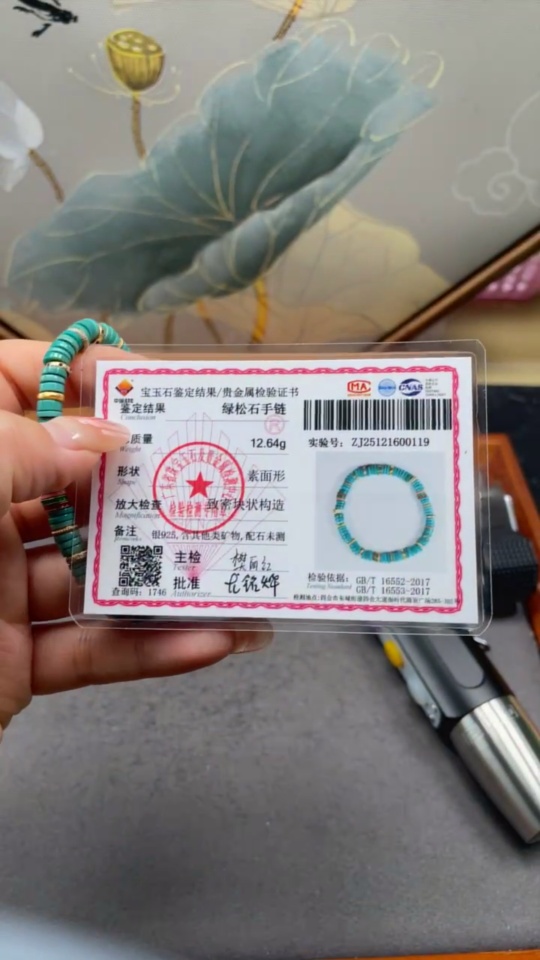 宝玉石鉴定结果/贵金属检验证书
MA
CNAS
鉴定结果 绿松石手链
Conclusion
质量 12.64g
Weight
实验号: ZJ25121600119
形状 素面形
Shape
放大检查 致密块状构造
Magnification
备注 银925, 含其他类矿物, 配石未测
主检
Tester
批准
Authorizer
查询码: 1746
检验依据: GB/T 16552-2017
Testing Standard GB/T 16553-2017